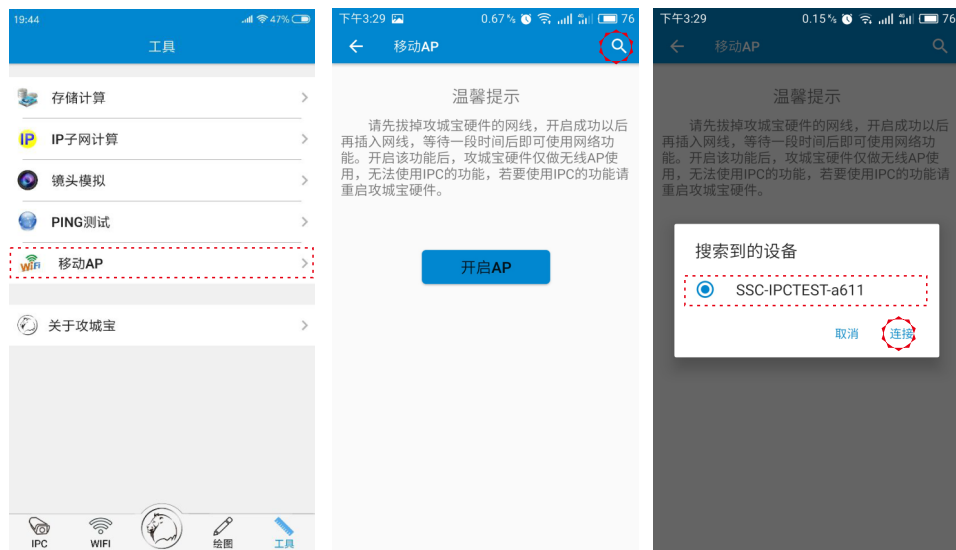 19:44
47%
工具
存储计算
IP
IP子网计算
镜头模拟
PING测试
WiFi
移动AP
关于攻城宝
IPC
WIFI
绘图
工具
下午3:29
0.67%
76
移动AP
温馨提示
请先拔掉攻城宝硬件的网线，开启成功以后
再插入网线，等待一段时间后即可使用网络功
能。开启该功能后，攻城宝硬件仅做无线AP使
用，无法使用IPC的功能，若要使用IPC的功能请
重启攻城宝硬件。
开启AP
下午3:29
0.15%
76
移动AP
温馨提示
请先拔掉攻城宝硬件的网线，开启成功以后
再插入网线，等待一段时间后即可使用网络功
能。开启该功能后，攻城宝硬件仅做无线AP使
用，无法使用IPC的功能，若要使用IPC的功能请
重启攻城宝硬件。
搜索到的设备
SSC-IPCTEST-a611
取消
连接